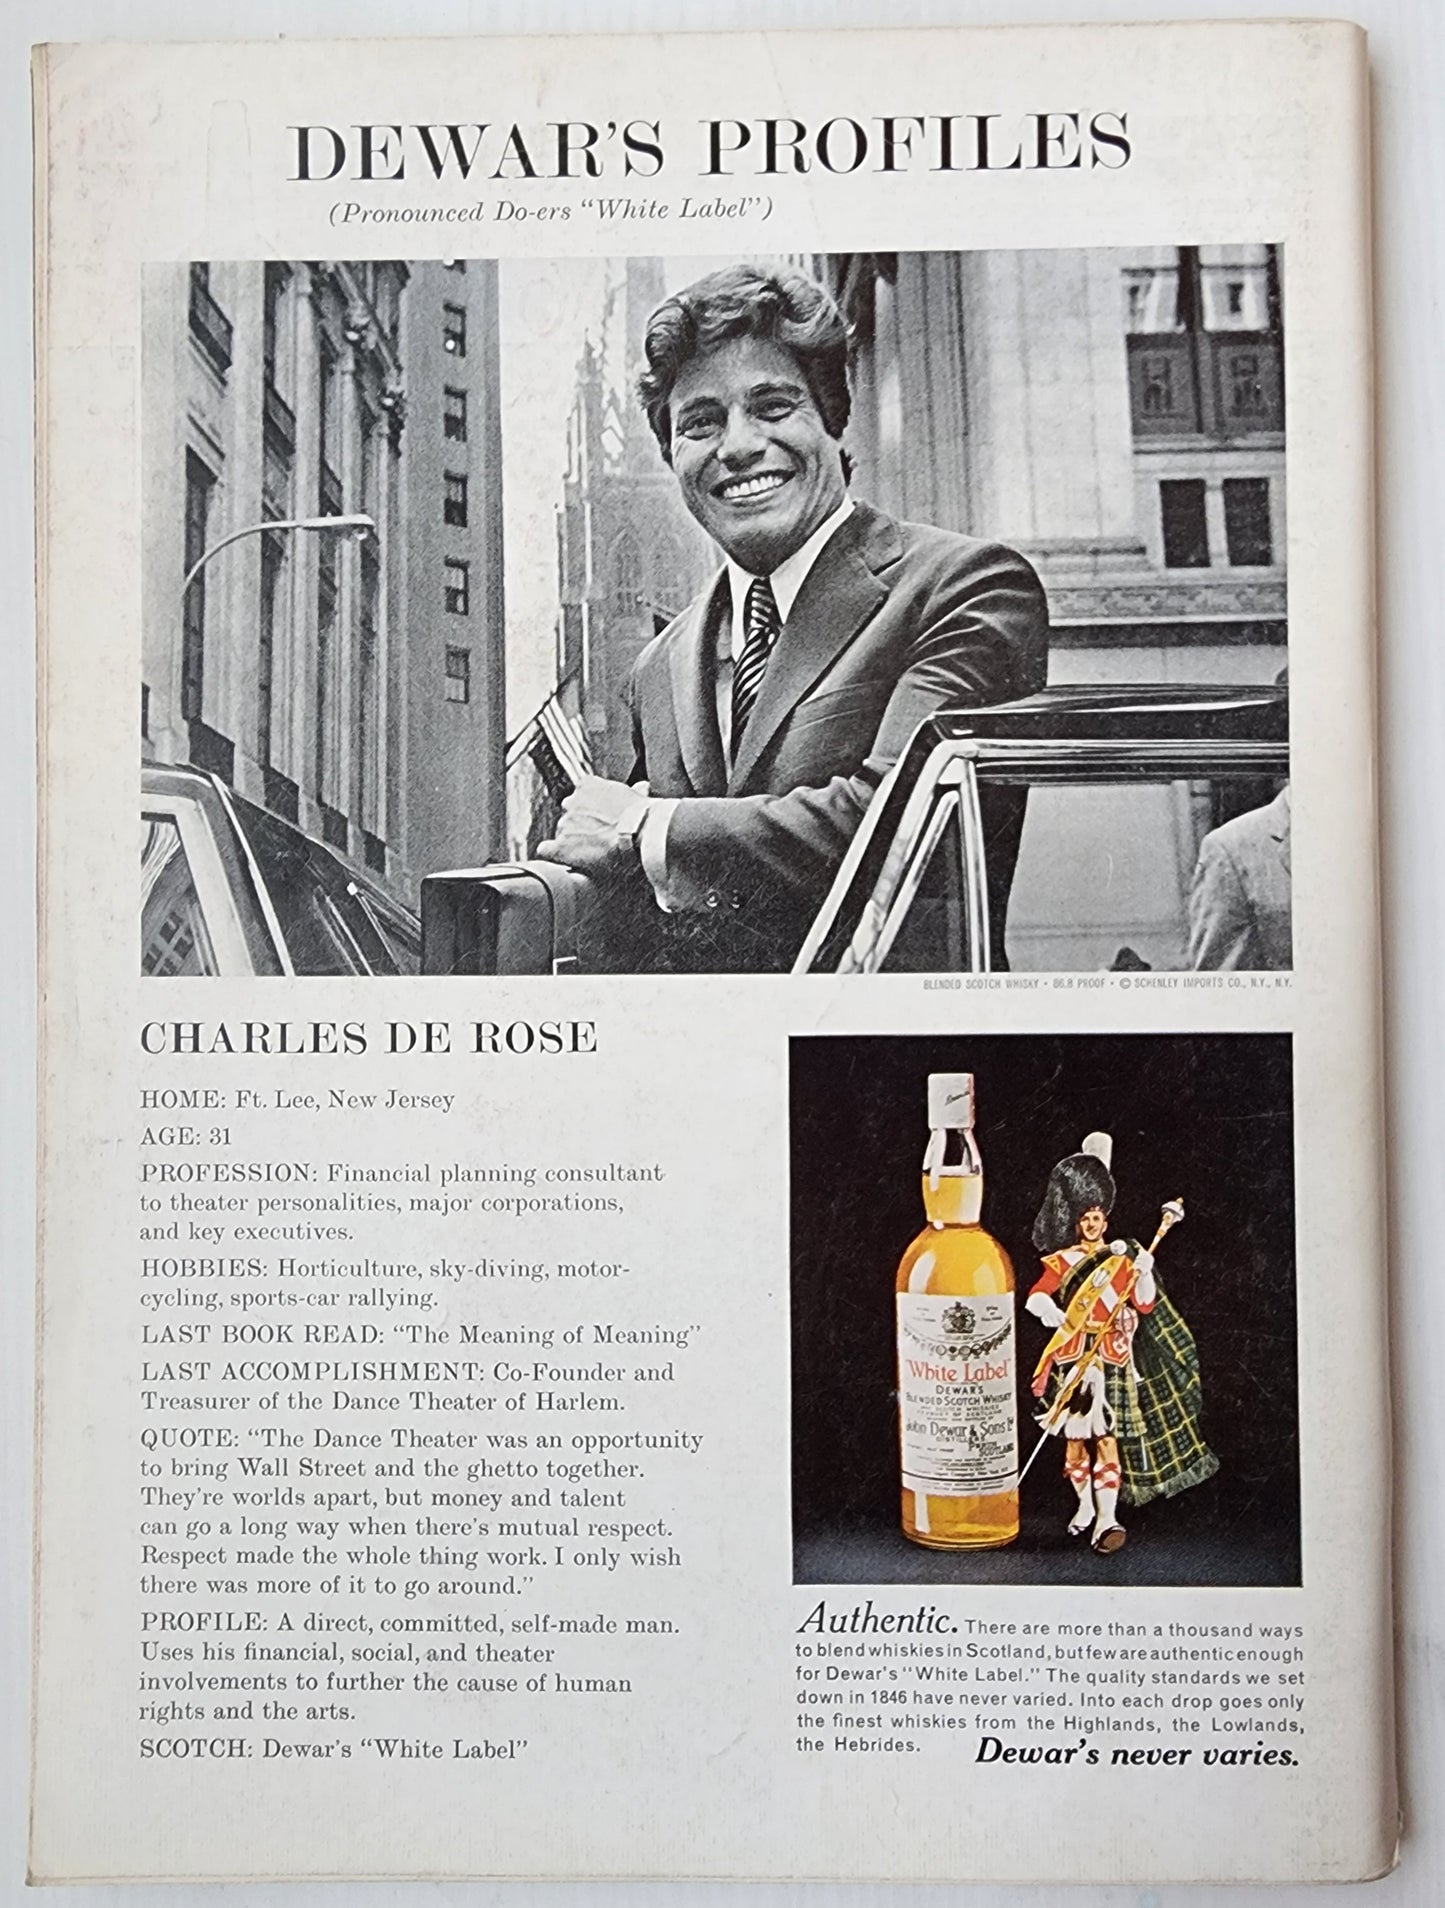 DEWAR'S PROFILES
(Pronounced Do-ers “White Label”)
BLENDED SCOTCH WHISKY • 86.8 PROOF • © SCHENLEY IMPORTS CO., N.Y., N.Y.
CHARLES DE ROSE
HOME: Ft. Lee, New Jersey
AGE: 31
PROFESSION: Financial planning consultant
to theater personalities, major corporations,
and key executives.
HOBBIES: Horticulture, sky-diving, motor-
cycling, sports-car rallying.
LAST BOOK READ: “The Meaning of Meaning”
LAST ACCOMPLISHMENT: Co-Founder and
Treasurer of the Dance Theater of Harlem.
QUOTE: “The Dance Theater was an opportunity
to bring Wall Street and the ghetto together.
They're worlds apart, but money and talent
can go a long way when there's mutual respect.
Respect made the whole thing work. I only wish
there was more of it to go around.”
PROFILE: A direct, committed, self-made man.
Uses his financial, social, and theater
involvements to further the cause of human
rights and the arts.
SCOTCH: Dewar's “White Label”
"White Label"
DEWAR'S
BLENDED SCOTCH WHISKY
John Dewar & Sons Ltd
DISTILLERS
PERTH
SCOTLAND
Authentic. There are more than a thousand ways
to blend whiskies in Scotland, but few are authentic enough
for Dewar's “White Label.” The quality standards we set
down in 1846 have never varied. Into each drop goes only
the finest whiskies from the Highlands, the Lowlands,
the Hebrides. Dewar's never varies.